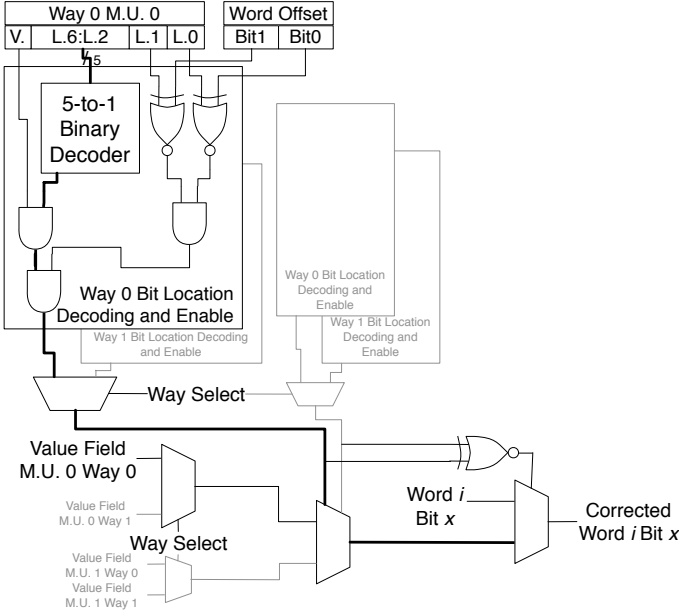 Way 0 M.U. 0
Word Offset
V.
L.6:L.2
L.1
L.0
Bit1
Bit0
5
5-to-1
Binary
Decoder
Way 0 Bit Location
Decoding and Enable
Way 1 Bit Location Decoding
and Enable
Way 0 Bit Location
Decoding and
Enable
Way 1 Bit Location
Decoding and
Enable
Way Select
Value Field
M.U. 0 Way 0
Value Field
M.U. 0 Way 1
Way Select
Value Field
M.U. 1 Way 0
Value Field
M.U. 1 Way 1
Word i
Bit x
Corrected
Word i Bit x